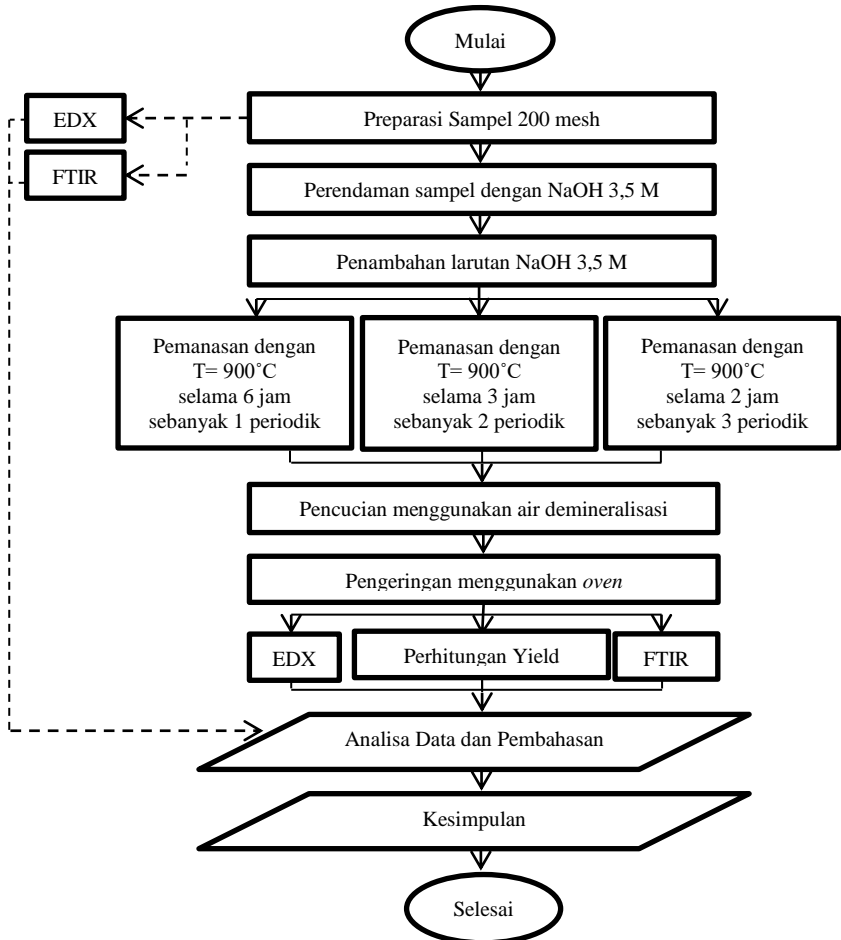 Mulai
EDX
Preparasi Sampel 200 mesh
FTIR
Perendaman sampel dengan NaOH 3,5 M
Penambahan larutan NaOH 3,5 M
Pemanasan dengan
T= 900˚C
selama 6 jam
sebanyak 1 periodik
Pemanasan dengan
T= 900˚C
selama 3 jam
sebanyak 2 periodik
Pemanasan dengan
T= 900˚C
selama 2 jam
sebanyak 3 periodik
Pencucian menggunakan air demineralisasi
Pengeringan menggunakan oven
EDX
Perhitungan Yield
FTIR
Analisa Data dan Pembahasan
Kesimpulan
Selesai